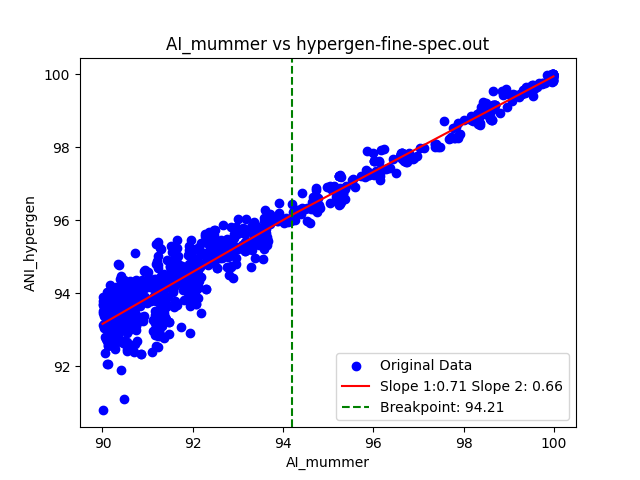 AI_mummer vs hypergen-fine-spec.out
ANI_hypergen
100
98
96
94
92
90
92
94
96
98
100
AI_mummer
Original Data
Slope 1:0.71 Slope 2: 0.66
Breakpoint: 94.21